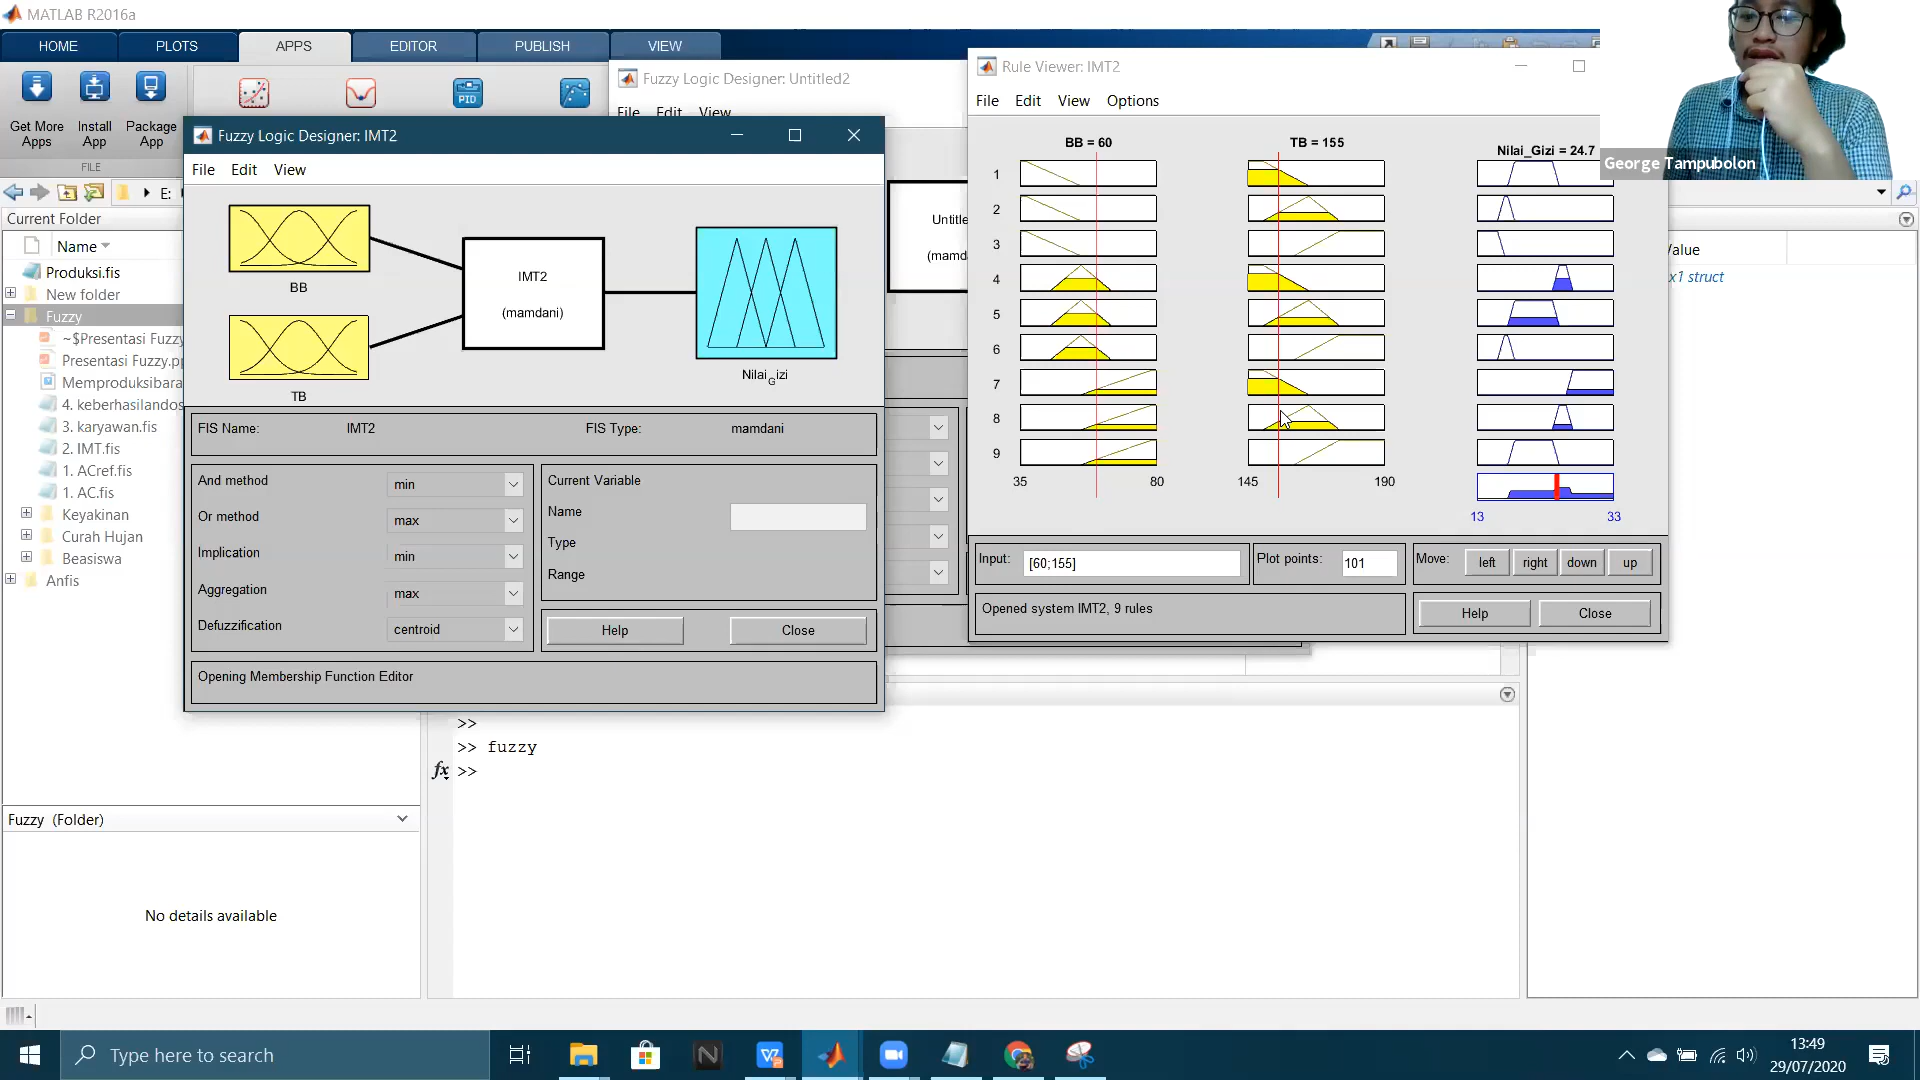 MATLAB R2016a
HOME
PLOTS
APPS
EDITOR
PUBLISH
VIEW
Get More
Apps
Install
App
Package
App
FILE
PID
E:
Current Folder
Name
Produksi.fis
New folder
Fuzzy
~$Presentasi Fuzzy
Presentasi Fuzzy.pp
Memproduksibara
4. keberhasilandos
3. karyawan.fis
2. IMT.fis
1. ACref.fis
1. AC.fis
Keyakinan
Curah Hujan
Beasiswa
Anfis
Fuzzy (Folder)
No details available
Fuzzy Logic Designer: Untitled2
File Edit View
Untitle
(mamda
Fuzzy Logic Designer: IMT2
File Edit View
BB
TB
IMT2
(mamdani)
Nilai_Gizi
FIS Name: IMT2
FIS Type: mamdani
And method min
Or method max
Implication min
Aggregation max
Defuzzification centroid
Current Variable
Name
Type
Range
Help
Close
Opening Membership Function Editor
>>
>> fuzzy
fx >>
Rule Viewer: IMT2
File Edit View Options
BB = 60
TB = 155
Nilai_Gizi = 24.7
1
2
3
4
5
6
7
8
9
35 80
145 190
13 33
Input: [60;155]
Plot points: 101
Move: left right down up
Opened system IMT2, 9 rules
Help
Close
George Tampubolon
Value
x1 struct
Type here to search
13:49
29/07/2020